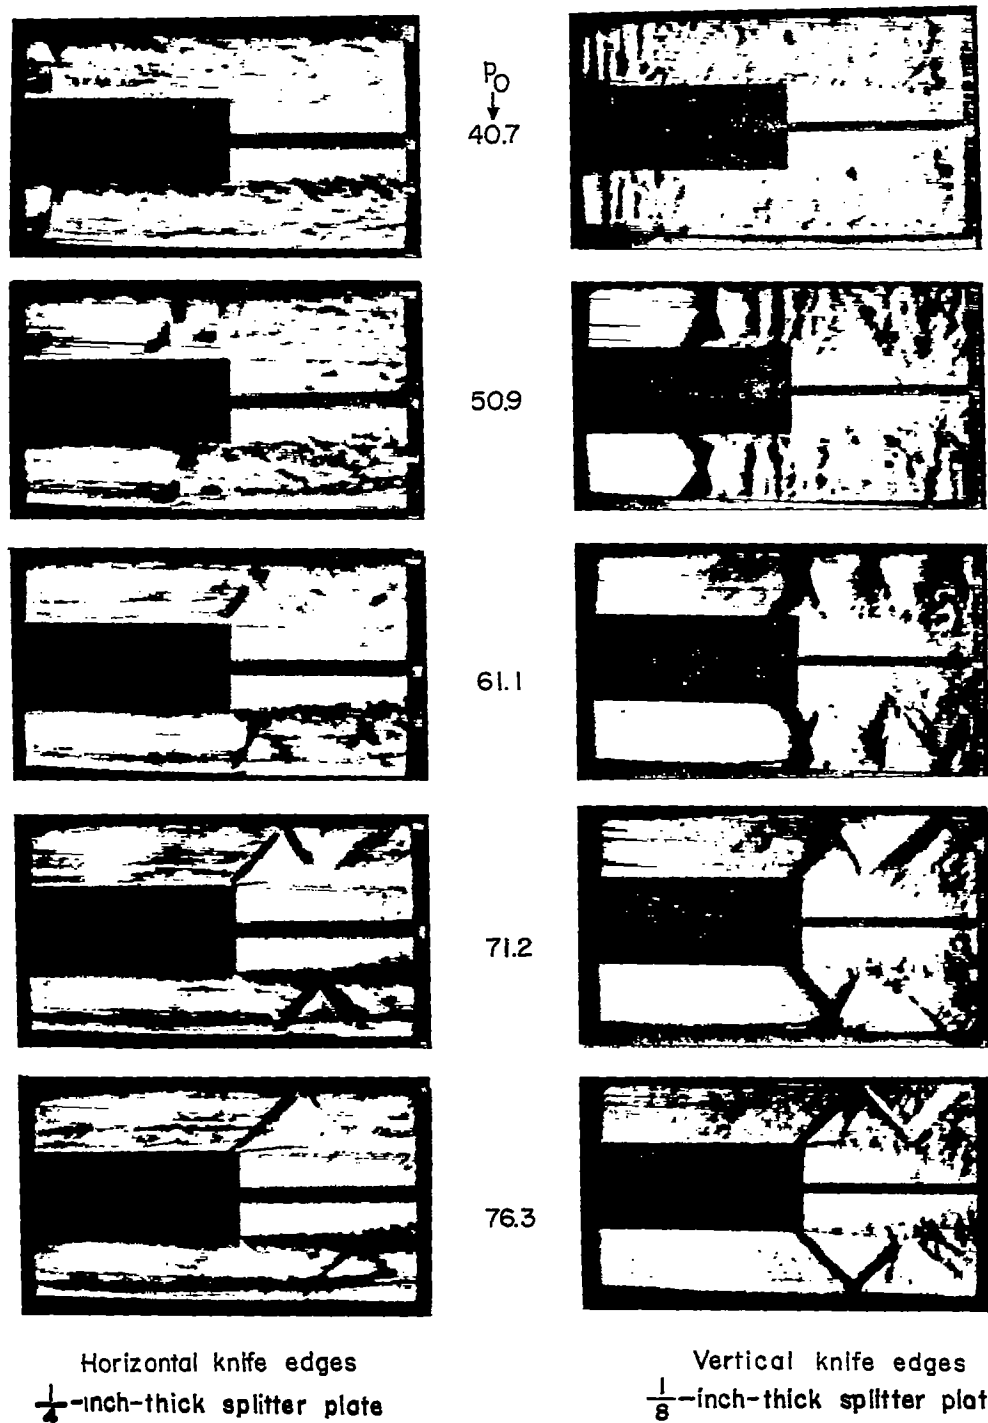 Po
40.7
50.9
61.1
71.2
76.3
Horizontal knife edges
1/4-inch-thick splitter plate
Vertical knife edges
1/8-inch-thick splitter plat